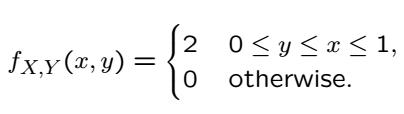 f_{X,Y}(x, y) = { 2   0 ≤ y ≤ x ≤ 1,
0   otherwise.